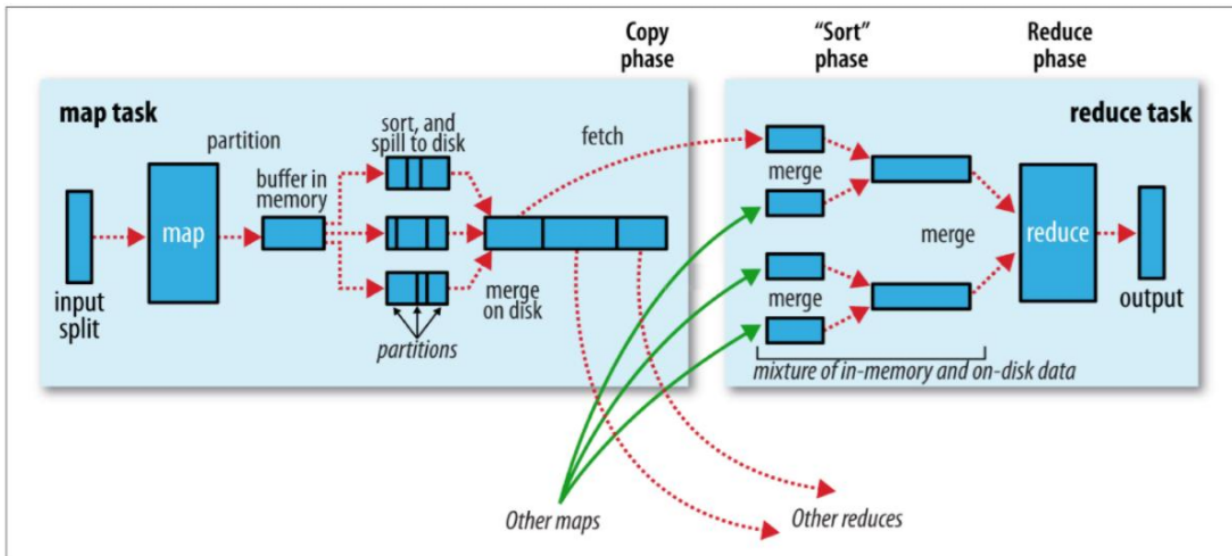 Copy
phase
“Sort”
phase
Reduce
phase
map task
reduce task
partition
sort, and
spill to disk
fetch
buffer in
memory
merge
map
merge
reduce
merge
input
split
merge
on disk
output
partitions
mixture of in-memory and on-disk data
Other maps
Other reduces